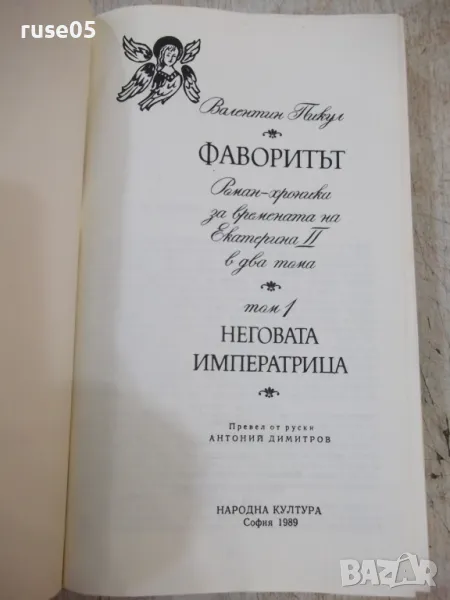 ruse05
Валентин Пикул
ФАВОРИТЪТ
Роман-хроника
за времената на
Екатерина II
в два тома
том 1
НЕГОВАТА
ИМПЕРАТРИЦА
Превел от руски
АНТОНИЙ ДИМИТРОВ
НАРОДНА КУЛТУРА
София 1989
BAZAR